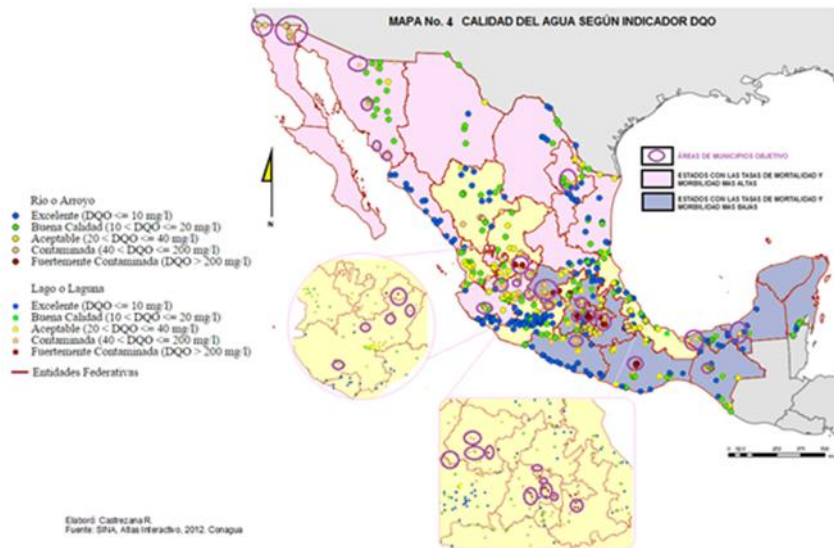 MAPA No. 4 CALIDAD DEL AGUA SEGÚN INDICADOR DQO
ÁREAS DE MUNICIPIOS OBJETIVO
ESTADOS CON LAS TASAS DE MORTALIDAD Y
MORBILIDAD MAS ALTAS
ESTADOS CON LAS TASAS DE MORTALIDAD Y
MORBILIDAD MAS BAJAS
N
Rio o Arroyo
Excelente (DQO <= 10 mg/l)
Buena Calidad (10 < DQO <= 20 mg/l)
Aceptable (20 < DQO <= 40 mg/l)
Contaminada (40 < DQO <= 200 mg/l)
Fuertemente Contaminada (DQO > 200 mg/l)
Lago o Laguna
Excelente (DQO <= 10 mg/l)
Buena Calidad (10 < DQO <= 20 mg/l)
Aceptable (20 < DQO <= 40 mg/l)
Contaminada (40 < DQO <= 200 mg/l)
Fuertemente Contaminada (DQO > 200 mg/l)
Entidades Federativas
Elaboró: Castrezana R.
Fuente: SINA, Atlas Interactivo, 2012. Conagua